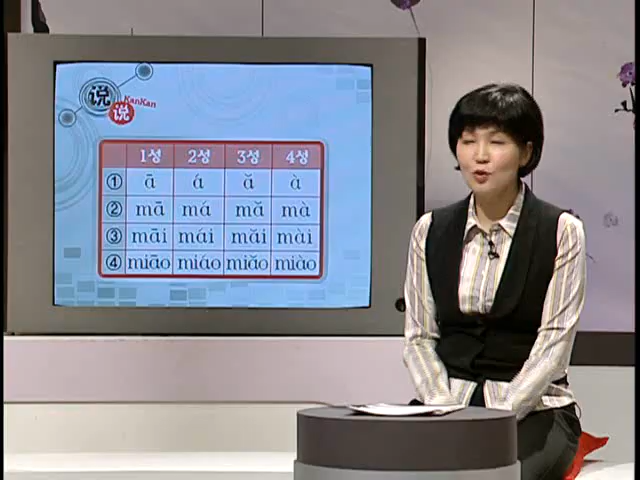 说
KanKan
说
1성 2성 3성 4성
① ā á ǎ à
② mā má mǎ mà
③ māi mái mǎi mài
④ miāo miáo miǎo miào